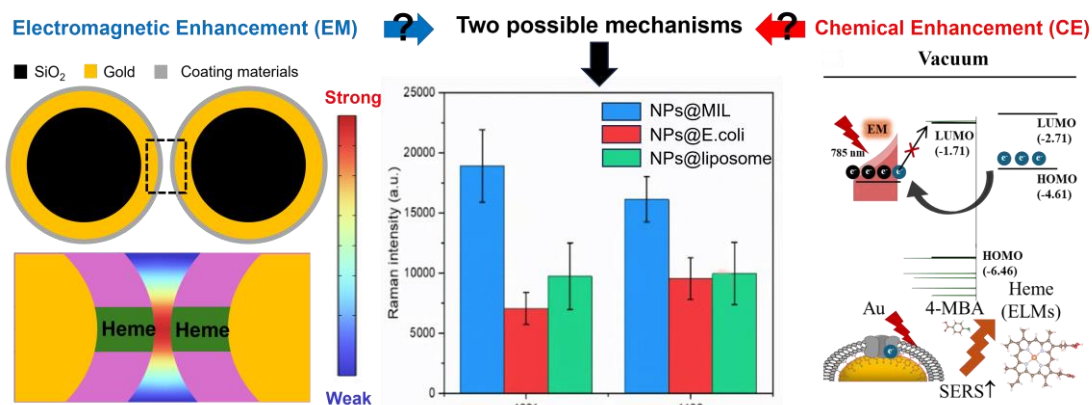 Electromagnetic Enhancement (EM)
?
Two possible mechanisms
?
Chemical Enhancement (CE)
SiO2
Gold
Coating materials
Strong
Weak
Heme
Heme
25000
20000
15000
10000
5000
0
Raman intensity (a.u.)
NPs@MIL
NPs@E.coli
NPs@liposome
Vacuum
EM
785 nm
e
e
e
e
LUMO
(-1.71)
LUMO
(-2.71)
e
e
e
HOMO
(-4.61)
HOMO
(-6.46)
Au
4-MBA
Heme
(ELMs)
e
SERS↑